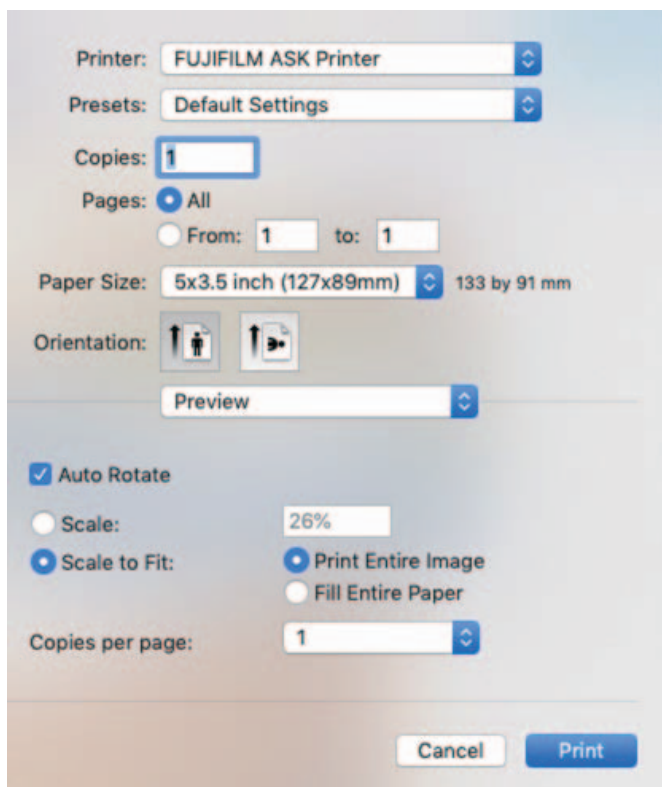 Printer: FUJIFILM ASK Printer
Presets: Default Settings
Copies: 1
Pages: All
From: 1 to: 1
Paper Size: 5x3.5 inch (127x89mm) 133 by 91 mm
Orientation:
Preview
Auto Rotate
Scale: 26%
Scale to Fit: Print Entire Image
Fill Entire Paper
Copies per page: 1
Cancel Print